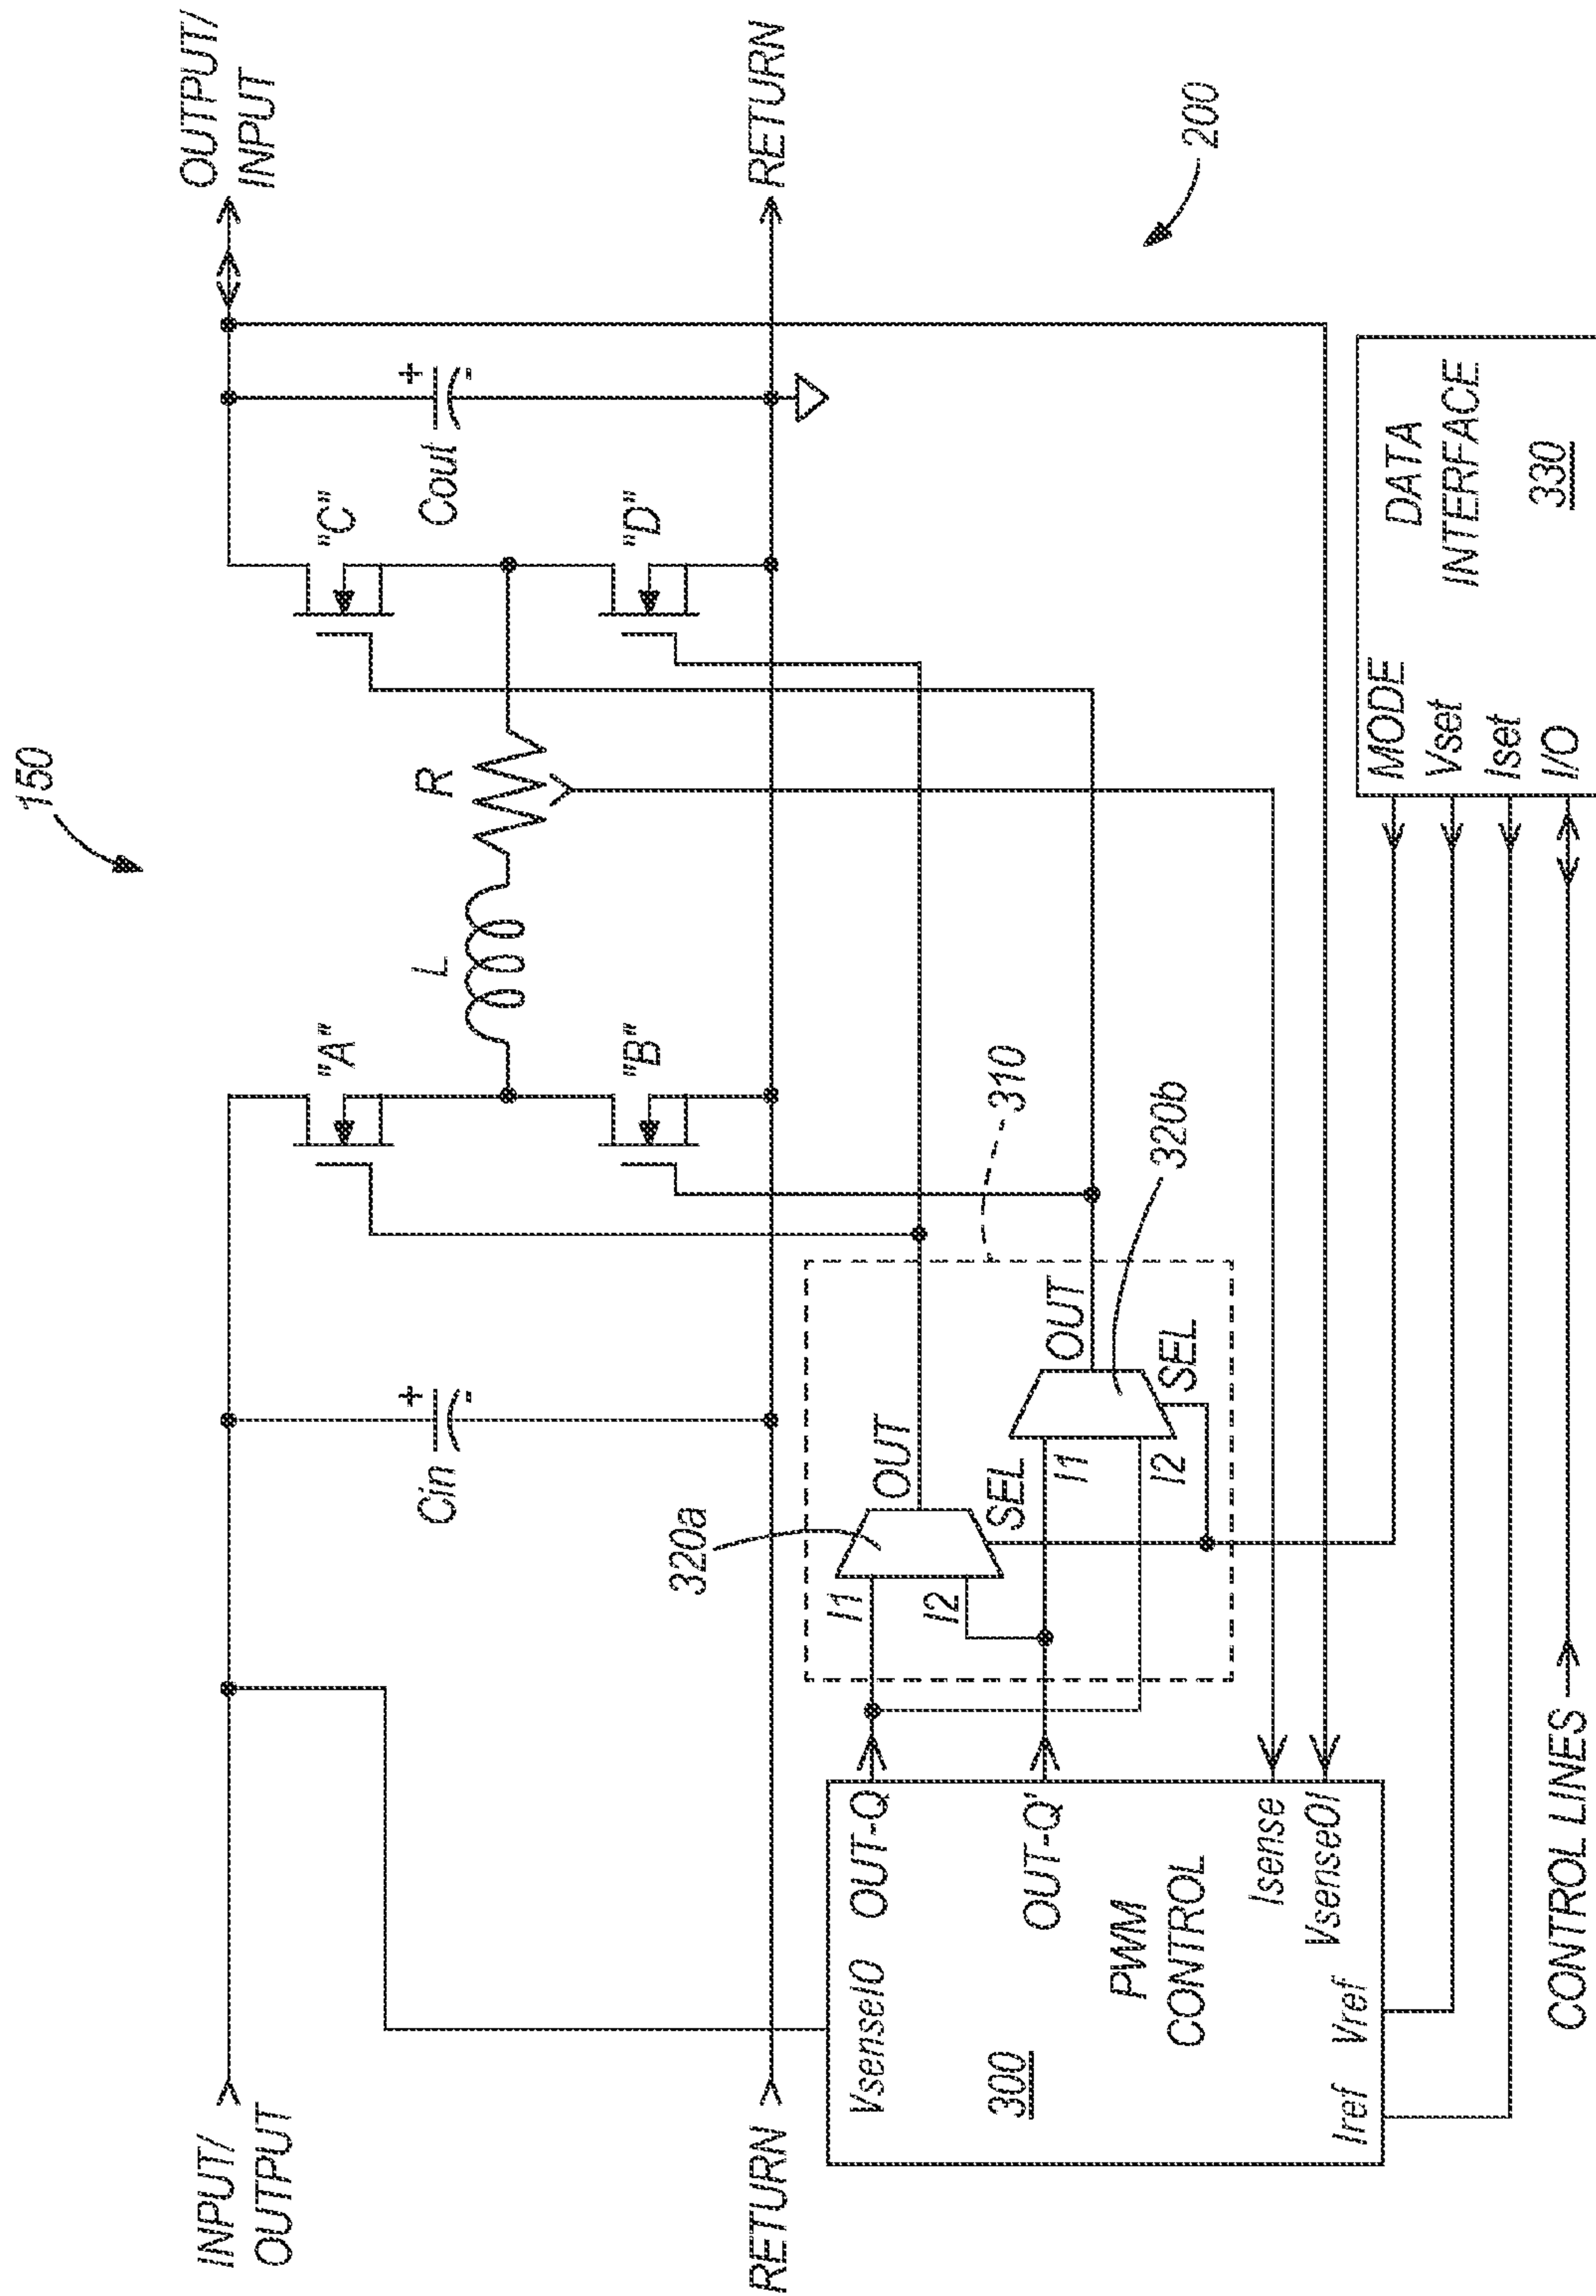 150
INPUT/
OUTPUT
OUTPUT/
INPUT
Cin
+
-
"A"
L
R
"C"
Cout
+
-
"B"
"D"
RETURN
RETURN
320a
I1
OUT
I2
SEL
310
I1
OUT
I2
SEL
320b
200
VsenseIO
OUT-Q
OUT-Q'
300
PWM
CONTROL
Isense
VsenseOI
Iref
Vref
MODE
Vset
Iset
I/O
DATA
INTERFACE
330
CONTROL LINES